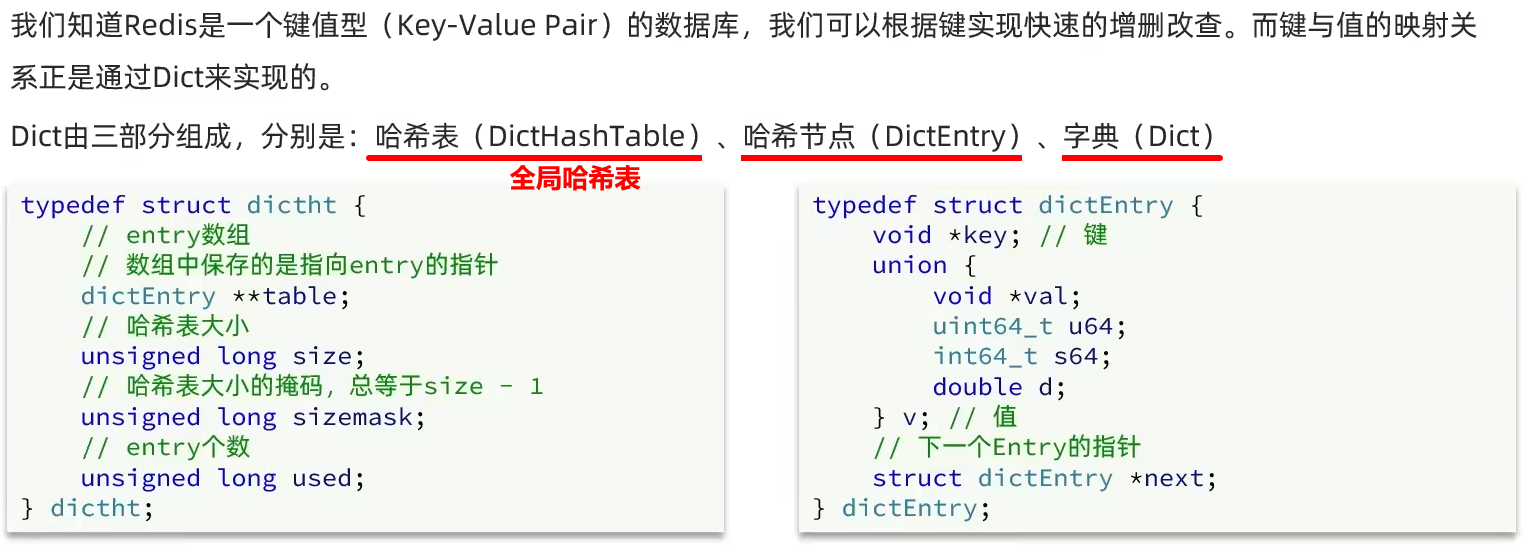 我们知道Redis是一个键值型（Key-Value Pair）的数据库，我们可以根据键实现快速的增删改查。而键与值的映射关
系正是通过Dict来实现的。
Dict由三部分组成，分别是：哈希表（DictHashTable）、哈希节点（DictEntry）、字典（Dict）
全局哈希表
typedef struct dictht {
    // entry数组
    // 数组中保存的是指向entry的指针
    dictEntry **table;
    // 哈希表大小
    unsigned long size;
    // 哈希表大小的掩码，总等于size - 1
    unsigned long sizemask;
    // entry个数
    unsigned long used;
} dictht;
typedef struct dictEntry {
    void *key; // 键
    union {
        void *val;
        uint64_t u64;
        int64_t s64;
        double d;
    } v; // 值
    // 下一个Entry的指针
    struct dictEntry *next;
} dictEntry;